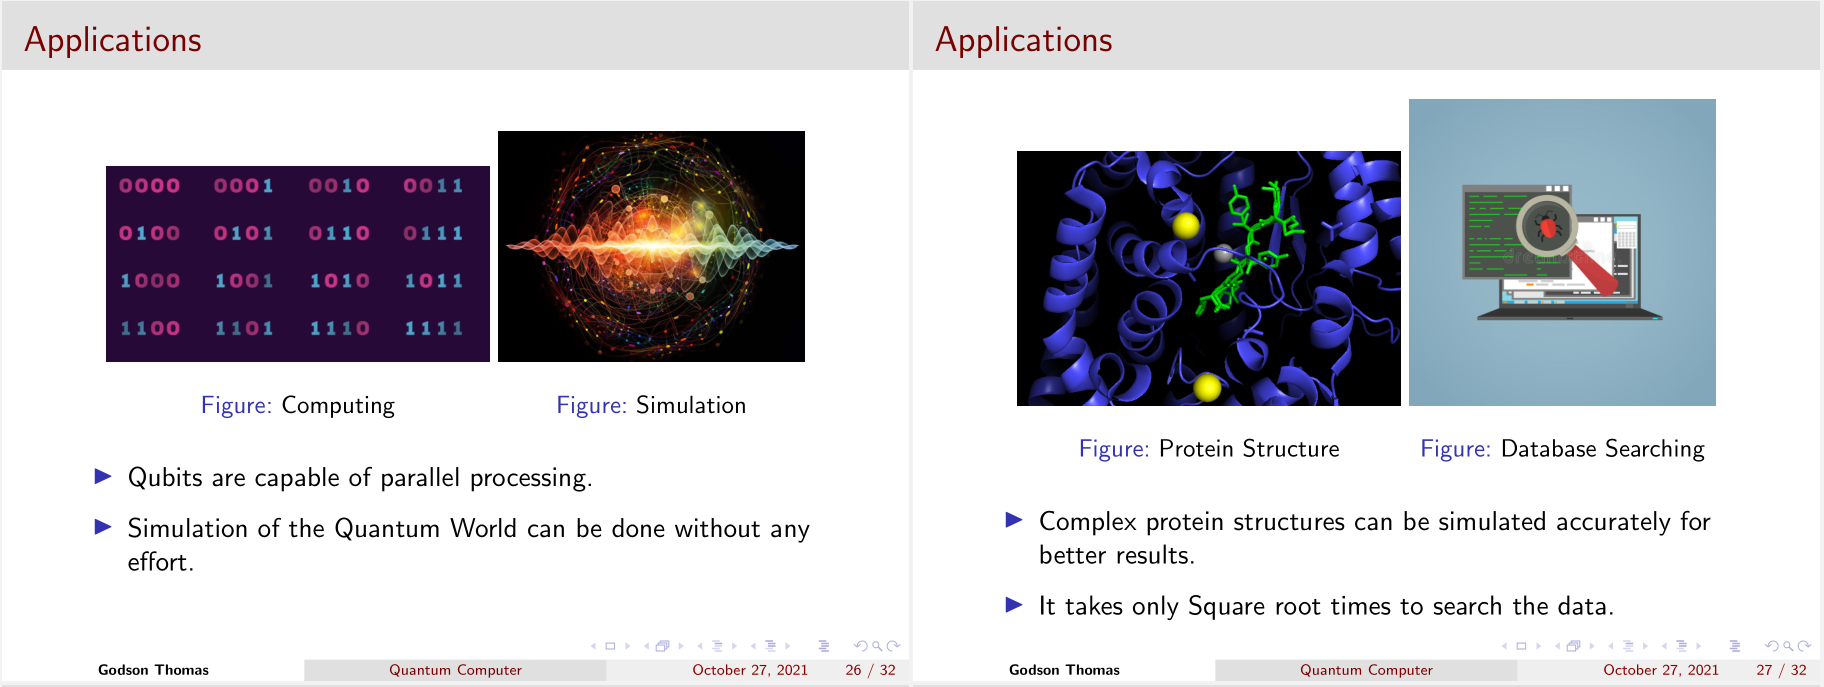 Applications
0000 0001 0010 0011
0100 0101 0110 0111
1000 1001 1010 1011
1100 1101 1110 1111
Figure: Computing
Figure: Simulation
▶ Qubits are capable of parallel processing.
▶ Simulation of the Quantum World can be done without any
effort.
Godson Thomas
Quantum Computer
October 27, 2021
26 / 32
Applications
Figure: Protein Structure
Figure: Database Searching
▶ Complex protein structures can be simulated accurately for
better results.
▶ It takes only Square root times to search the data.
Godson Thomas
Quantum Computer
October 27, 2021
27 / 32